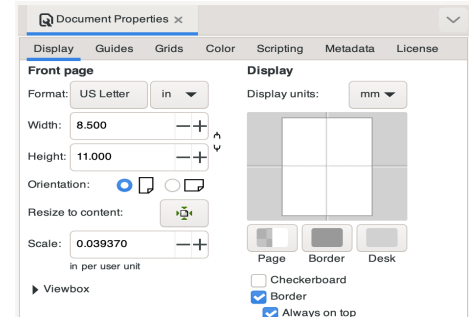 Document Properties
Display Guides Grids Color Scripting Metadata License
Front page
Format: US Letter in
Width: 8.500
Height: 11.000
Orientation:
Resize to content:
Scale: 0.039370
in per user unit
Viewbox
Display
Display units: mm
Page Border Desk
Checkerboard
Border
Always on top